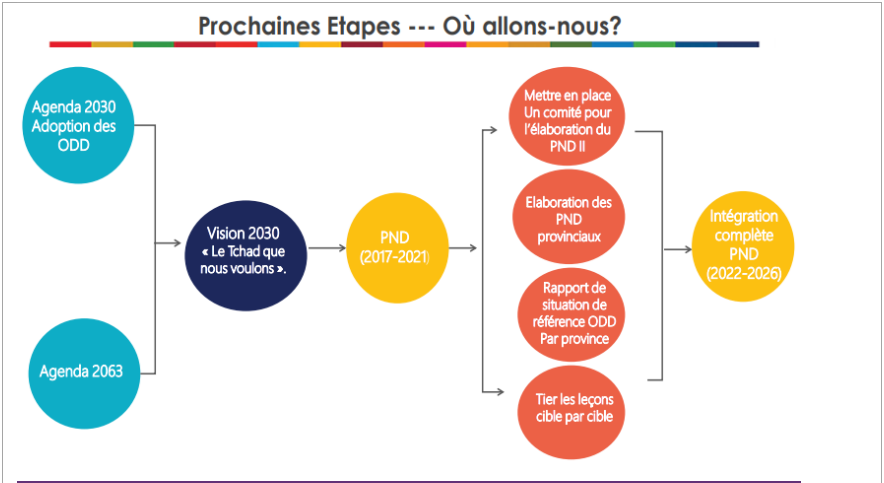 Prochaines Etapes --- Où allons-nous?
Agenda 2030
Adoption des
ODD
Agenda 2063
Vision 2030
« Le Tchad que
nous voulons ».
PND
(2017-2021)
Mettre en place
Un comité pour
l'élaboration du
PND II
Elaboration des
PND
provinciaux
Rapport de
situation de
référence ODD
Par province
Tier les leçons
cible par cible
Intégration
complète
PND
(2022-2026)